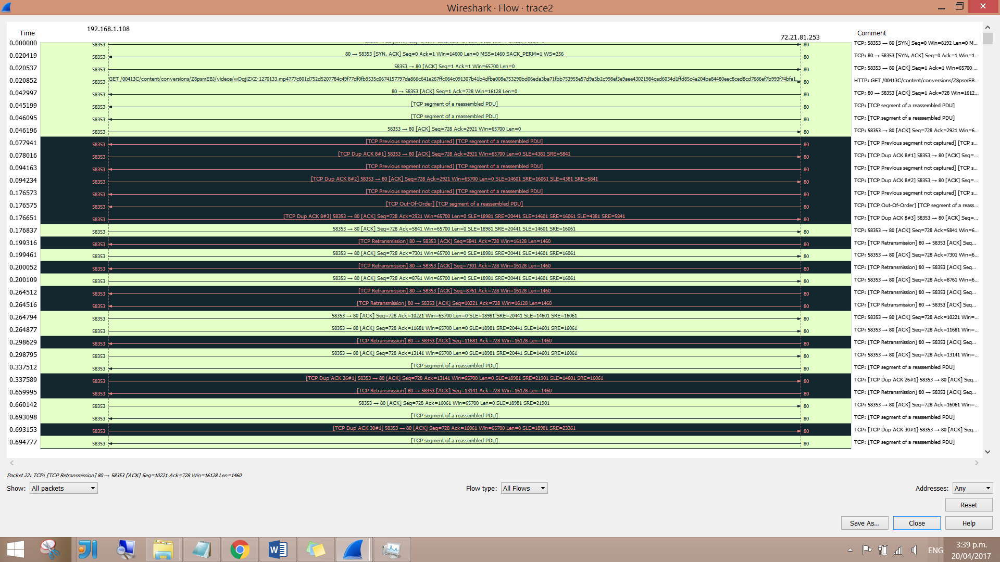 Wireshark · Flow · trace2
192.168.1.108
Time
72.21.81.253
Comment
0.000000 58353 58353 → 80 [SYN] Seq=0 Win=8192 Len=0 MSS=1460 WS=4 SACK_PERM=1 80 TCP: 58353 → 80 [SYN] Seq=0 Win=8192 Len=0 M...
0.020419 58353 80 → 58353 [SYN, ACK] Seq=0 Ack=1 Win=14600 Len=0 MSS=1460 SACK_PERM=1 WS=256 80 TCP: 80 → 58353 [SYN, ACK] Seq=0 Ack=1 Win=1...
0.020537 58353 58353 → 80 [ACK] Seq=1 Ack=1 Win=65700 Len=0 80 TCP: 58353 → 80 [ACK] Seq=1 Ack=1 Win=65700 ...
0.020852 58353 GET 80 HTTP: GET /00413C/content/conversions/Z8psmEB...
0.042997 58353 80 → 58353 [ACK] Seq=1 Ack=728 Win=16128 Len=0 80 TCP: 80 → 58353 [ACK] Seq=1 Ack=728 Win=1612...
0.045199 58353 [TCP segment of a reassembled PDU] 80 TCP: [TCP segment of a reassembled PDU]
0.046095 58353 [TCP segment of a reassembled PDU] 80 TCP: [TCP segment of a reassembled PDU]
0.046196 58353 58353 → 80 [ACK] Seq=728 Ack=2921 Win=65700 Len=0 80 TCP: 58353 → 80 [ACK] Seq=728 Ack=2921 Win=6...
0.077941 58353 [TCP Previous segment not captured] [TCP segment of a reassembled PDU] 80 TCP: [TCP Previous segment not captured] [TCP s...
0.078016 58353 [TCP Dup ACK 8#1] 58353 → 80 [ACK] Seq=728 Ack=2921 Win=65700 Len=0 SLE=4381 SRE=5841 80 TCP: [TCP Dup ACK 8#1] 58353 → 80 [ACK] Seq=...
0.094163 58353 [TCP Previous segment not captured] [TCP segment of a reassembled PDU] 80 TCP: [TCP Previous segment not captured] [TCP s...
0.094234 58353 [TCP Dup ACK 8#2] 58353 → 80 [ACK] Seq=728 Ack=2921 Win=65700 Len=0 SLE=14601 SRE=16061 SLE=4381 SRE=5841 80 TCP: [TCP Dup ACK 8#2] 58353 → 80 [ACK] Seq=...
0.176573 58353 [TCP Previous segment not captured] [TCP segment of a reassembled PDU] 80 TCP: [TCP Previous segment not captured] [TCP s...
0.176575 58353 [TCP Out-Of-Order] [TCP segment of a reassembled PDU] 80 TCP: [TCP Out-Of-Order] [TCP segment of a reass...
0.176651 58353 [TCP Dup ACK 8#3] 58353 → 80 [ACK] Seq=728 Ack=2921 Win=65700 Len=0 SLE=18981 SRE=20441 SLE=14601 SRE=16061 SLE=4381 SRE=5841 80 TCP: [TCP Dup ACK 8#3] 58353 → 80 [ACK] Seq=...
0.176837 58353 58353 → 80 [ACK] Seq=728 Ack=5841 Win=65700 Len=0 SLE=18981 SRE=20441 SLE=14601 SRE=16061 80 TCP: 58353 → 80 [ACK] Seq=728 Ack=5841 Win=6...
0.199316 58353 [TCP Retransmission] 80 → 58353 [ACK] Seq=5841 Ack=728 Win=16128 Len=1460 80 TCP: [TCP Retransmission] 80 → 58353 [ACK] Seq...
0.199461 58353 58353 → 80 [ACK] Seq=728 Ack=7301 Win=65700 Len=0 SLE=18981 SRE=20441 SLE=14601 SRE=16061 80 TCP: 58353 → 80 [ACK] Seq=728 Ack=7301 Win=6...
0.200052 58353 [TCP Retransmission] 80 → 58353 [ACK] Seq=7301 Ack=728 Win=16128 Len=1460 80 TCP: [TCP Retransmission] 80 → 58353 [ACK] Seq...
0.200109 58353 58353 → 80 [ACK] Seq=728 Ack=8761 Win=65700 Len=0 SLE=18981 SRE=20441 SLE=14601 SRE=16061 80 TCP: 58353 → 80 [ACK] Seq=728 Ack=8761 Win=6...
0.264512 58353 [TCP Retransmission] 80 → 58353 [ACK] Seq=8761 Ack=728 Win=16128 Len=1460 80 TCP: [TCP Retransmission] 80 → 58353 [ACK] Seq...
0.264516 58353 [TCP Retransmission] 80 → 58353 [ACK] Seq=10221 Ack=728 Win=16128 Len=1460 80 TCP: [TCP Retransmission] 80 → 58353 [ACK] Seq...
0.264794 58353 58353 → 80 [ACK] Seq=728 Ack=10221 Win=65700 Len=0 SLE=18981 SRE=20441 SLE=14601 SRE=16061 80 TCP: 58353 → 80 [ACK] Seq=728 Ack=10221 Win=...
0.264877 58353 58353 → 80 [ACK] Seq=728 Ack=11681 Win=65700 Len=0 SLE=18981 SRE=20441 SLE=14601 SRE=16061 80 TCP: 58353 → 80 [ACK] Seq=728 Ack=11681 Win=...
0.298629 58353 [TCP Retransmission] 80 → 58353 [ACK] Seq=11681 Ack=728 Win=16128 Len=1460 80 TCP: [TCP Retransmission] 80 → 58353 [ACK] Seq...
0.298795 58353 58353 → 80 [ACK] Seq=728 Ack=13141 Win=65700 Len=0 SLE=18981 SRE=20441 SLE=14601 SRE=16061 80 TCP: 58353 → 80 [ACK] Seq=728 Ack=13141 Win=...
0.337512 58353 [TCP segment of a reassembled PDU] 80 TCP: [TCP segment of a reassembled PDU]
0.337589 58353 [TCP Dup ACK 26#1] 58353 → 80 [ACK] Seq=728 Ack=13141 Win=65700 Len=0 SLE=18981 SRE=21901 SLE=14601 SRE=16061 80 TCP: [TCP Dup ACK 26#1] 58353 → 80 [ACK] Seq...
0.659995 58353 [TCP Retransmission] 80 → 58353 [ACK] Seq=13141 Ack=728 Win=16128 Len=1460 80 TCP: [TCP Retransmission] 80 → 58353 [ACK] Seq...
0.660142 58353 58353 → 80 [ACK] Seq=728 Ack=16061 Win=65700 Len=0 SLE=18981 SRE=21901 80 TCP: 58353 → 80 [ACK] Seq=728 Ack=16061 Win=...
0.693098 58353 [TCP segment of a reassembled PDU] 80 TCP: [TCP segment of a reassembled PDU]
0.693153 58353 [TCP Dup ACK 30#1] 58353 → 80 [ACK] Seq=728 Ack=16061 Win=65700 Len=0 SLE=18981 SRE=23361 80 TCP: [TCP Dup ACK 30#1] 58353 → 80 [ACK] Seq...
0.694777 58353 [TCP segment of a reassembled PDU] 80 TCP: [TCP segment of a reassembled PDU]
Packet 22: TCP: [TCP Retransmission] 80 → 58353 [ACK] Seq=10221 Ack=728 Win=16128 Len=1460
Show: All packets Flow type: All Flows Addresses: Any
Reset
Save As... Close Help
ENG
3:39 p.m.
20/04/2017